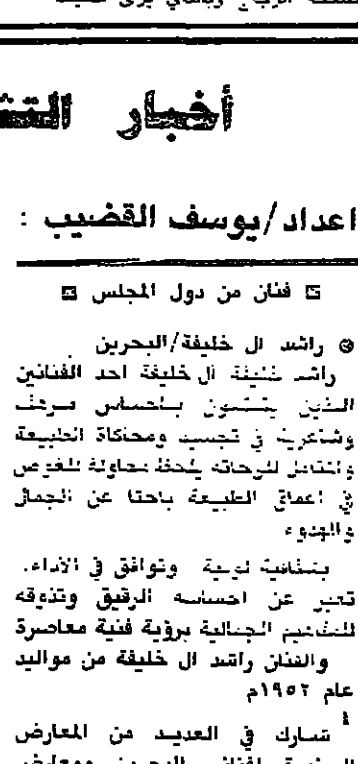 أخبار
اعداد/يوسف القضيب :
فنان من دول المجلس
راشد ال خليفة/البحرين
راشد خليفة آل خليفة احد الفنانين
الذين يتمتعون باحساس مرهف
وشاعرية في تجسيد ومحاكاة الطبيعة
والمتامل للوحاته يلحظ محاولة للغوص
في اعماق الطبيعة باحثا عن الجمال
والهدوء
بشفافية لونية وتوافق في الأداء.
تعبر عن احساسه الرقيق وتذوقه
للتقييم الجمالية برؤية فنية معاصرة
والفنان راشد ال خليفة من مواليد
عام ١٩٥٢م
شارك في العديد من المعارض